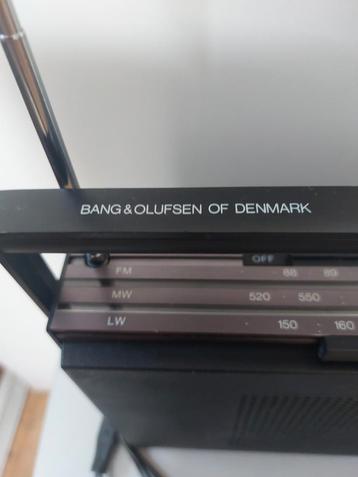 BANG & OLUFSEN OF DENMARK
OFF
FM 88 89
MW 520 550
LW 150 160